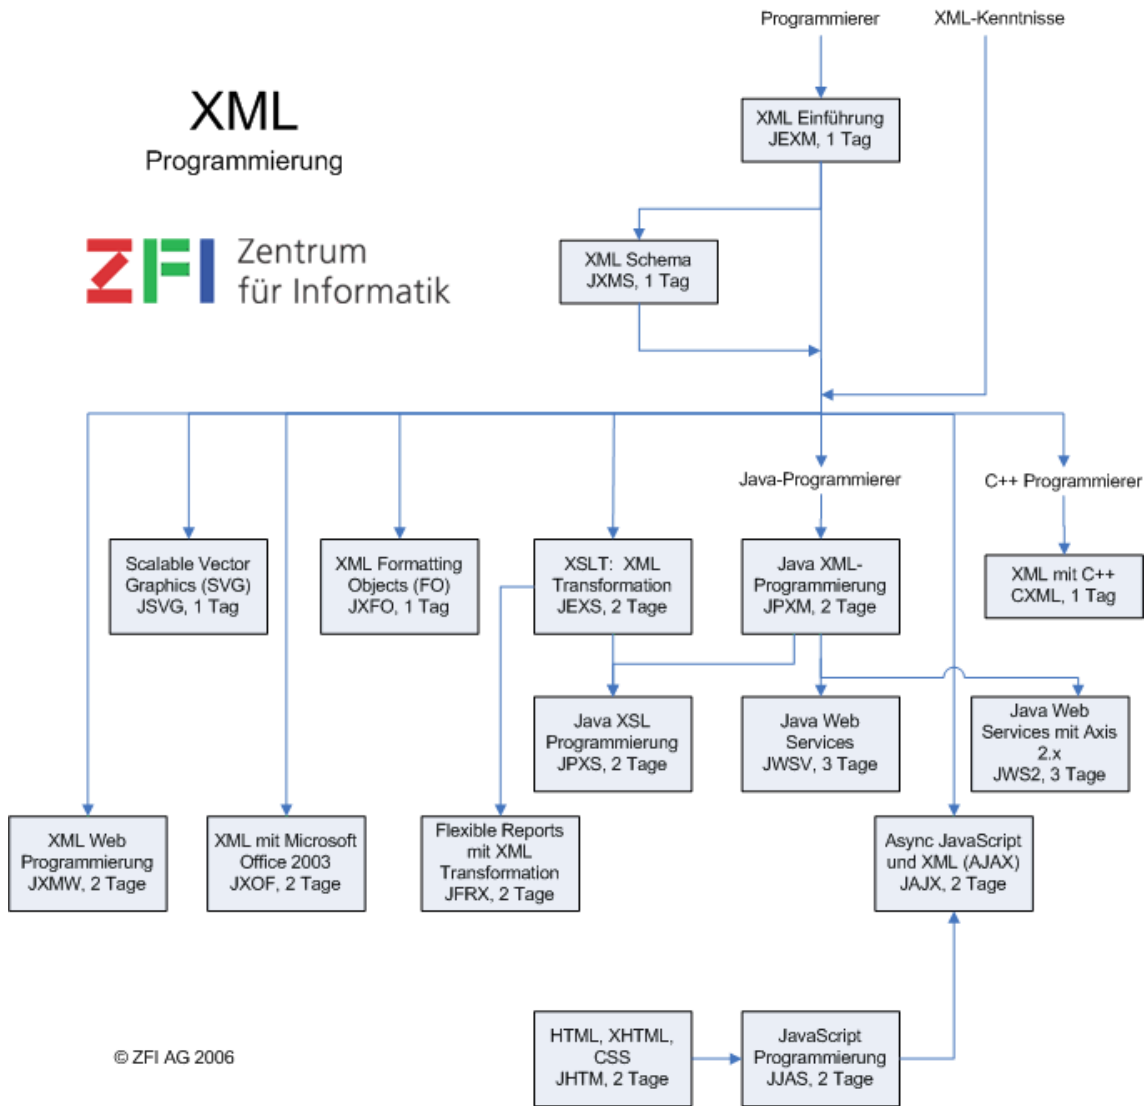 Programmierer
XML-Kenntnisse
XML
Programmierung
XML Einführung
JEXM, 1 Tag
ZFI
Zentrum
für Informatik
XML Schema
JXMS, 1 Tag
Java-Programmierer
C++ Programmierer
Scalable Vector
Graphics (SVG)
JSVG, 1 Tag
XML Formatting
Objects (FO)
JXFO, 1 Tag
XSLT: XML
Transformation
JEXS, 2 Tage
Java XML-
Programmierung
JPXM, 2 Tage
XML mit C++
CXML, 1 Tag
Java XSL
Programmierung
JPXS, 2 Tage
Java Web
Services
JWSV, 3 Tage
Java Web
Services mit Axis
2.x
JWS2, 3 Tage
XML Web
Programmierung
JXMW, 2 Tage
XML mit Microsoft
Office 2003
JXOF, 2 Tage
Flexible Reports
mit XML
Transformation
JFRX, 2 Tage
Async JavaScript
und XML (AJAX)
JAJX, 2 Tage
HTML, XHTML,
CSS
JHTM, 2 Tage
JavaScript
Programmierung
JJAS, 2 Tage
© ZFI AG 2006